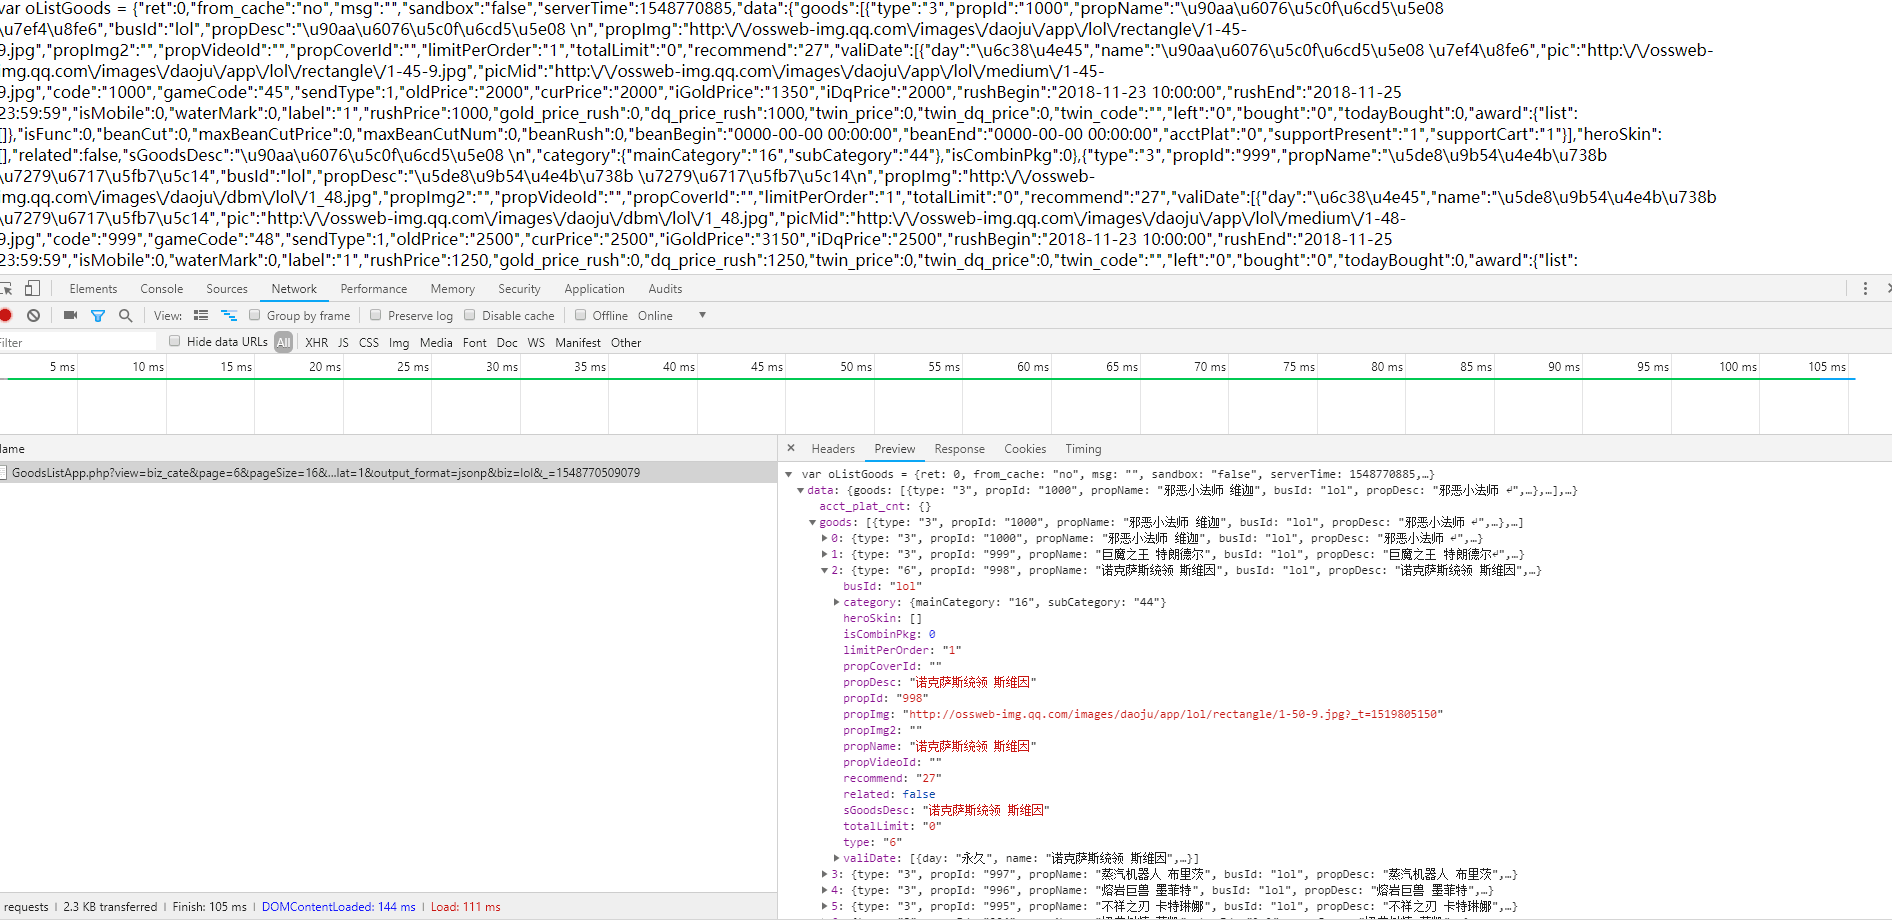 var oListGoods = {"ret":0,"from_cache":"no","msg":"","sandbox":"false","serverTime":1548770885,"data":{"goods":[{"type":"3","propId":"1000","propName":"\u90aa\u6076\u5c0f\u6cd5\u5e08
\u7ef4\u8fe6","busId":"lol","propDesc":"\u90aa\u6076\u5c0f\u6cd5\u5e08 \n","propImg":"http:\/\/ossweb-img.qq.com\/images\/daoju\/app\/lol\/rectangle\/1-45-
9.jpg","propImg2":"","propVideoId":"","propCoverId":"","limitPerOrder":"1","totalLimit":"0","recommend":"27","valiDate":[{"day":"\u6c38\u4e45","name":"\u90aa\u6076\u5c0f\u6cd5\u5e08 \u7ef4\u8fe6","pic":"http:\/\/ossweb-
img.qq.com\/images\/daoju\/app\/lol\/rectangle\/1-45-9.jpg","picMid":"http:\/\/ossweb-img.qq.com\/images\/daoju\/app\/lol\/medium\/1-45-
9.jpg","code":"1000","gameCode":"45","sendType":1,"oldPrice":"2000","curPrice":"2000","iGoldPrice":"1350","iDqPrice":"2000","rushBegin":"2018-11-23 10:00:00","rushEnd":"2018-11-25
23:59:59","isMobile":0,"waterMark":0,"label":"1","rushPrice":1000,"gold_price_rush":0,"dq_price_rush":1000,"twin_price":0,"twin_dq_price":0,"twin_code":"","left":"0","bought":"0","todayBought":0,"award":{"list":
[]},"isFunc":0,"beanCut":0,"maxBeanCutPrice":0,"maxBeanCutNum":0,"beanRush":0,"beanBegin":"0000-00-00 00:00:00","beanEnd":"0000-00-00 00:00:00","acctPlat":"0","supportPresent":"1","supportCart":"1"}],"heroSkin":
[],"related":false,"sGoodsDesc":"\u90aa\u6076\u5c0f\u6cd5\u5e08 \n","category":{"mainCategory":"16","subCategory":"44"},"isCombinPkg":0},{"type":"3","propId":"999","propName":"\u5de8\u9b54\u4e4b\u738b
\u7279\u6717\u5fb7\u5c14","busId":"lol","propDesc":"\u5de8\u9b54\u4e4b\u738b \u7279\u6717\u5fb7\u5c14\n","propImg":"http:\/\/ossweb-
img.qq.com\/images\/daoju\/dbm\/lol\/1_48.jpg","propImg2":"","propVideoId":"","propCoverId":"","limitPerOrder":"1","totalLimit":"0","recommend":"27","valiDate":[{"day":"\u6c38\u4e45","name":"\u5de8\u9b54\u4e4b\u738b
\u7279\u6717\u5fb7\u5c14","pic":"http:\/\/ossweb-img.qq.com\/images\/daoju\/dbm\/lol\/1_48.jpg","picMid":"http:\/\/ossweb-img.qq.com\/images\/daoju\/app\/lol\/medium\/1-48-
9.jpg","code":"999","gameCode":"48","sendType":1,"oldPrice":"2500","curPrice":"2500","iGoldPrice":"3150","iDqPrice":"2500","rushBegin":"2018-11-23 10:00:00","rushEnd":"2018-11-25
23:59:59","isMobile":0,"waterMark":0,"label":"1","rushPrice":1250,"gold_price_rush":0,"dq_price_rush":1250,"twin_price":0,"twin_dq_price":0,"twin_code":"","left":"0","bought":"0","todayBought":0,"award":{"list":
Elements Console Sources Network Performance Memory Security Application Audits
View: Group by frame Preserve log Disable cache Offline Online
Filter Hide data URLs All XHR JS CSS Img Media Font Doc WS Manifest Other
5 ms 10 ms 15 ms 20 ms 25 ms 30 ms 35 ms 40 ms 45 ms 50 ms 55 ms 60 ms 65 ms 70 ms 75 ms 80 ms 85 ms 90 ms 95 ms 100 ms 105 ms
Name
GoodsListApp.php?view=biz_cate&page=6&pageSize=16&...lat=1&output_format=jsonp&biz=lol&_=1548770509079
× Headers Preview Response Cookies Timing
▼ var oListGoods = {ret: 0, from_cache: "no", msg: "", sandbox: "false", serverTime: 1548770885,…}
▼data: {goods: [{type: "3", propId: "1000", propName: "邪恶小法师 维迦", busId: "lol", propDesc: "邪恶小法师 ↵",…},…],…}
acct_plat_cnt: {}
▼goods: [{type: "3", propId: "1000", propName: "邪恶小法师 维迦", busId: "lol", propDesc: "邪恶小法师 ↵",…},…]
▶0: {type: "3", propId: "1000", propName: "邪恶小法师 维迦", busId: "lol", propDesc: "邪恶小法师 ↵",…}
▶1: {type: "3", propId: "999", propName: "巨魔之王 特朗德尔", busId: "lol", propDesc: "巨魔之王 特朗德尔↵",…}
▼2: {type: "6", propId: "998", propName: "诺克萨斯统领 斯维因", busId: "lol", propDesc: "诺克萨斯统领 斯维因",…}
busId: "lol"
▶category: {mainCategory: "16", subCategory: "44"}
heroSkin: []
isCombinPkg: 0
limitPerOrder: "1"
propCoverId: ""
propDesc: "诺克萨斯统领 斯维因"
propId: "998"
propImg: "http://ossweb-img.qq.com/images/daoju/app/lol/rectangle/1-50-9.jpg?_t=1519805150"
propImg2: ""
propName: "诺克萨斯统领 斯维因"
propVideoId: ""
recommend: "27"
related: false
sGoodsDesc: "诺克萨斯统领 斯维因"
totalLimit: "0"
type: "6"
▶valiDate: [{day: "永久", name: "诺克萨斯统领 斯维因",…}]
▶3: {type: "3", propId: "997", propName: "蒸汽机器人 布里茨", busId: "lol", propDesc: "蒸汽机器人 布里茨",…}
▶4: {type: "3", propId: "996", propName: "熔岩巨兽 墨菲特", busId: "lol", propDesc: "熔岩巨兽 墨菲特",…}
▶5: {type: "3", propId: "995", propName: "不祥之刃 卡特琳娜", busId: "lol", propDesc: "不祥之刃 卡特琳娜",…}
requests | 2.3 KB transferred | Finish: 105 ms | DOMContentLoaded: 144 ms | Load: 111 ms